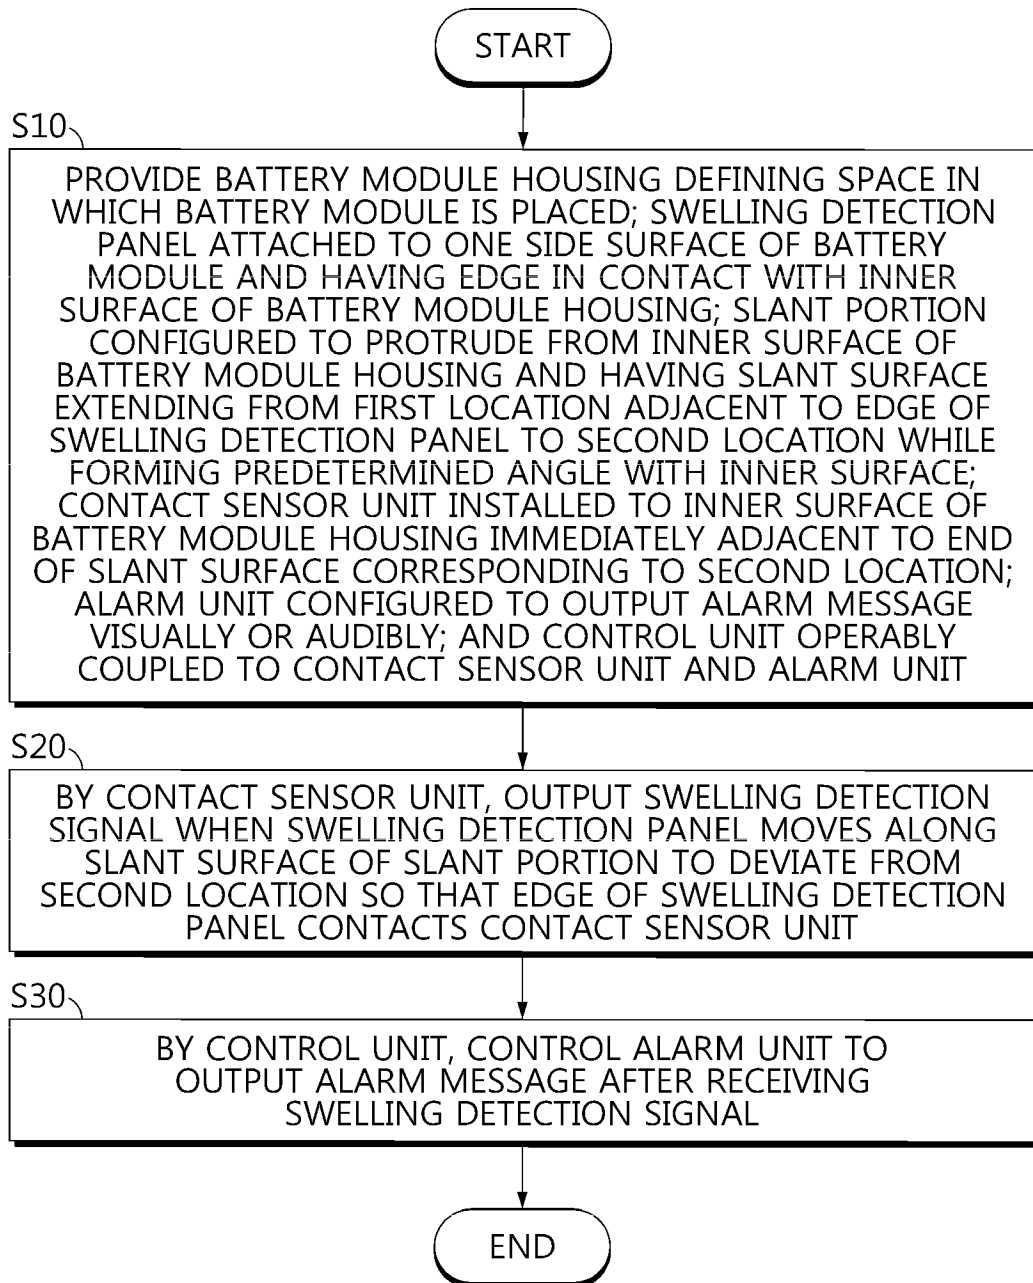 START
S10
PROVIDE BATTERY MODULE HOUSING DEFINING SPACE IN
WHICH BATTERY MODULE IS PLACED; SWELLING DETECTION
PANEL ATTACHED TO ONE SIDE SURFACE OF BATTERY
MODULE AND HAVING EDGE IN CONTACT WITH INNER
SURFACE OF BATTERY MODULE HOUSING; SLANT PORTION
CONFIGURED TO PROTRUDE FROM INNER SURFACE OF
BATTERY MODULE HOUSING AND HAVING SLANT SURFACE
EXTENDING FROM FIRST LOCATION ADJACENT TO EDGE OF
SWELLING DETECTION PANEL TO SECOND LOCATION WHILE
FORMING PREDETERMINED ANGLE WITH INNER SURFACE;
CONTACT SENSOR UNIT INSTALLED TO INNER SURFACE OF
BATTERY MODULE HOUSING IMMEDIATELY ADJACENT TO END
OF SLANT SURFACE CORRESPONDING TO SECOND LOCATION;
ALARM UNIT CONFIGURED TO OUTPUT ALARM MESSAGE
VISUALLY OR AUDIBLY; AND CONTROL UNIT OPERABLY
COUPLED TO CONTACT SENSOR UNIT AND ALARM UNIT
S20
BY CONTACT SENSOR UNIT, OUTPUT SWELLING DETECTION
SIGNAL WHEN SWELLING DETECTION PANEL MOVES ALONG
SLANT SURFACE OF SLANT PORTION TO DEVIATE FROM
SECOND LOCATION SO THAT EDGE OF SWELLING DETECTION
PANEL CONTACTS CONTACT SENSOR UNIT
S30
BY CONTROL UNIT, CONTROL ALARM UNIT TO
OUTPUT ALARM MESSAGE AFTER RECEIVING
SWELLING DETECTION SIGNAL
END